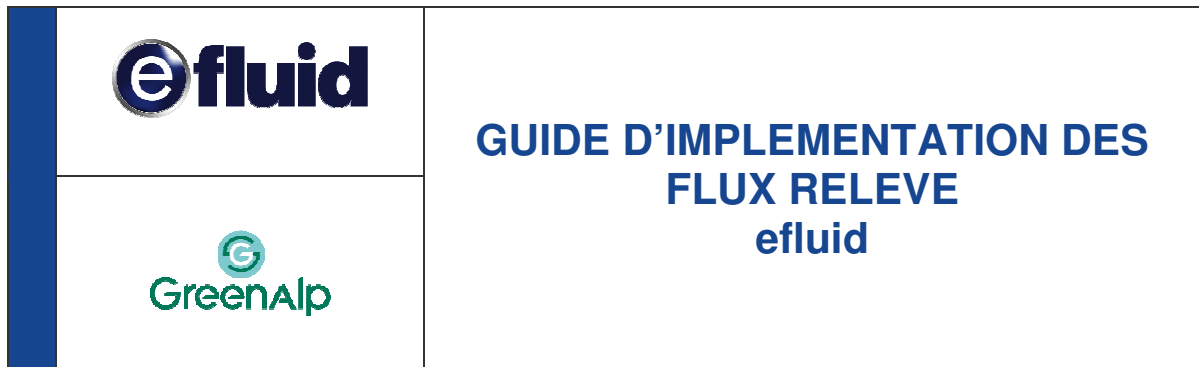 efluid
GUIDE D'IMPLEMENTATION DES
FLUX RELEVE
efluid
GreenAlp